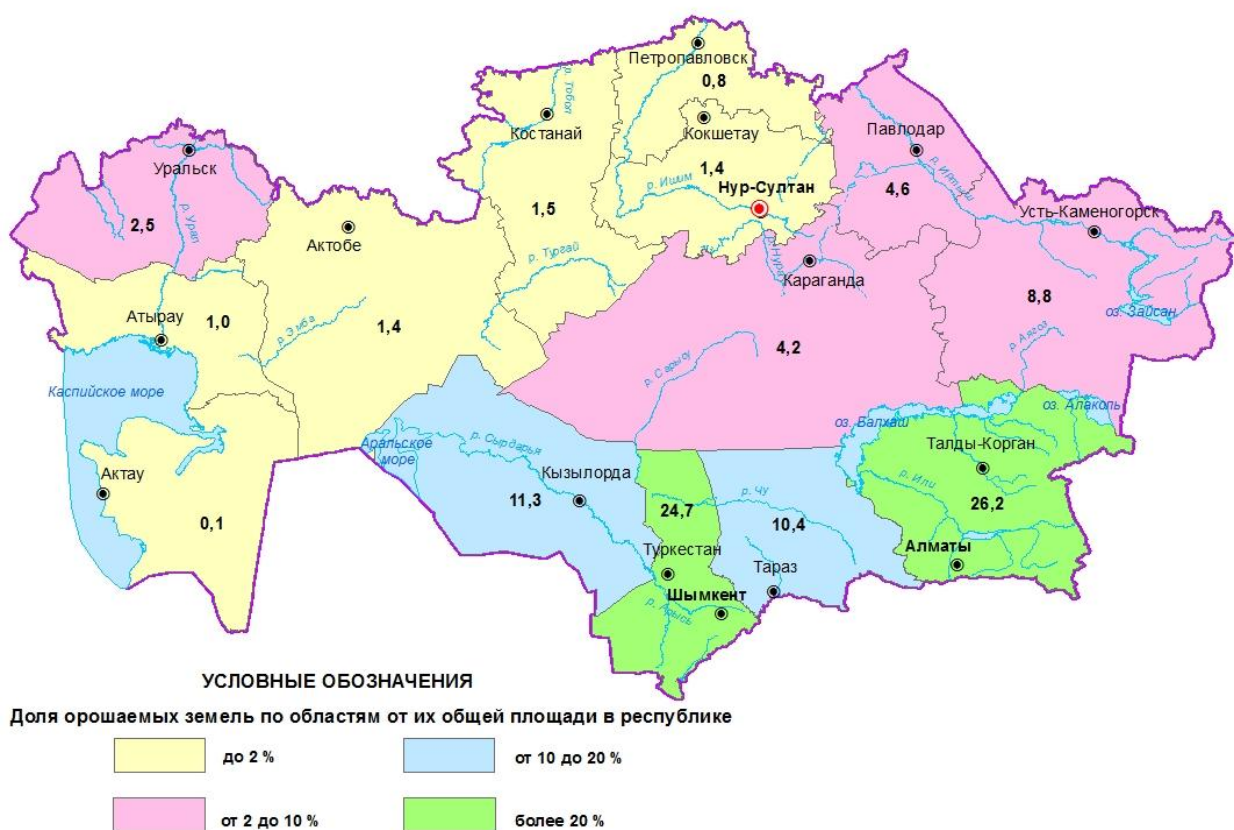 Петропавловск
0,8
р. Тобол
Костанай
Кокшетау
Павлодар
Уральск
1,4
р. Ишим
Нур-Султан
4,6
р. Иртыш
1,5
Усть-Каменогорск
2,5
р. Урал
Актобе
р. Нура
Караганда
р. Тургай
8,8
оз. Зайсан
Атырау
1,0
р. Эмба
1,4
4,2
р. Сарысу
р. Аягоз
Каспийское море
оз. Балхаш
оз. Алаколь
Аральское
море
р. Сырдарья
Талды-Корган
Актау
Кызылорда
р. Или
0,1
11,3
24,7
р. Чу
10,4
26,2
Туркестан
Тараз
Алматы
Шымкент
р. Арысь
УСЛОВНЫЕ ОБОЗНАЧЕНИЯ
Доля орошаемых земель по областям от их общей площади в республике
до 2 %
от 10 до 20 %
от 2 до 10 %
более 20 %